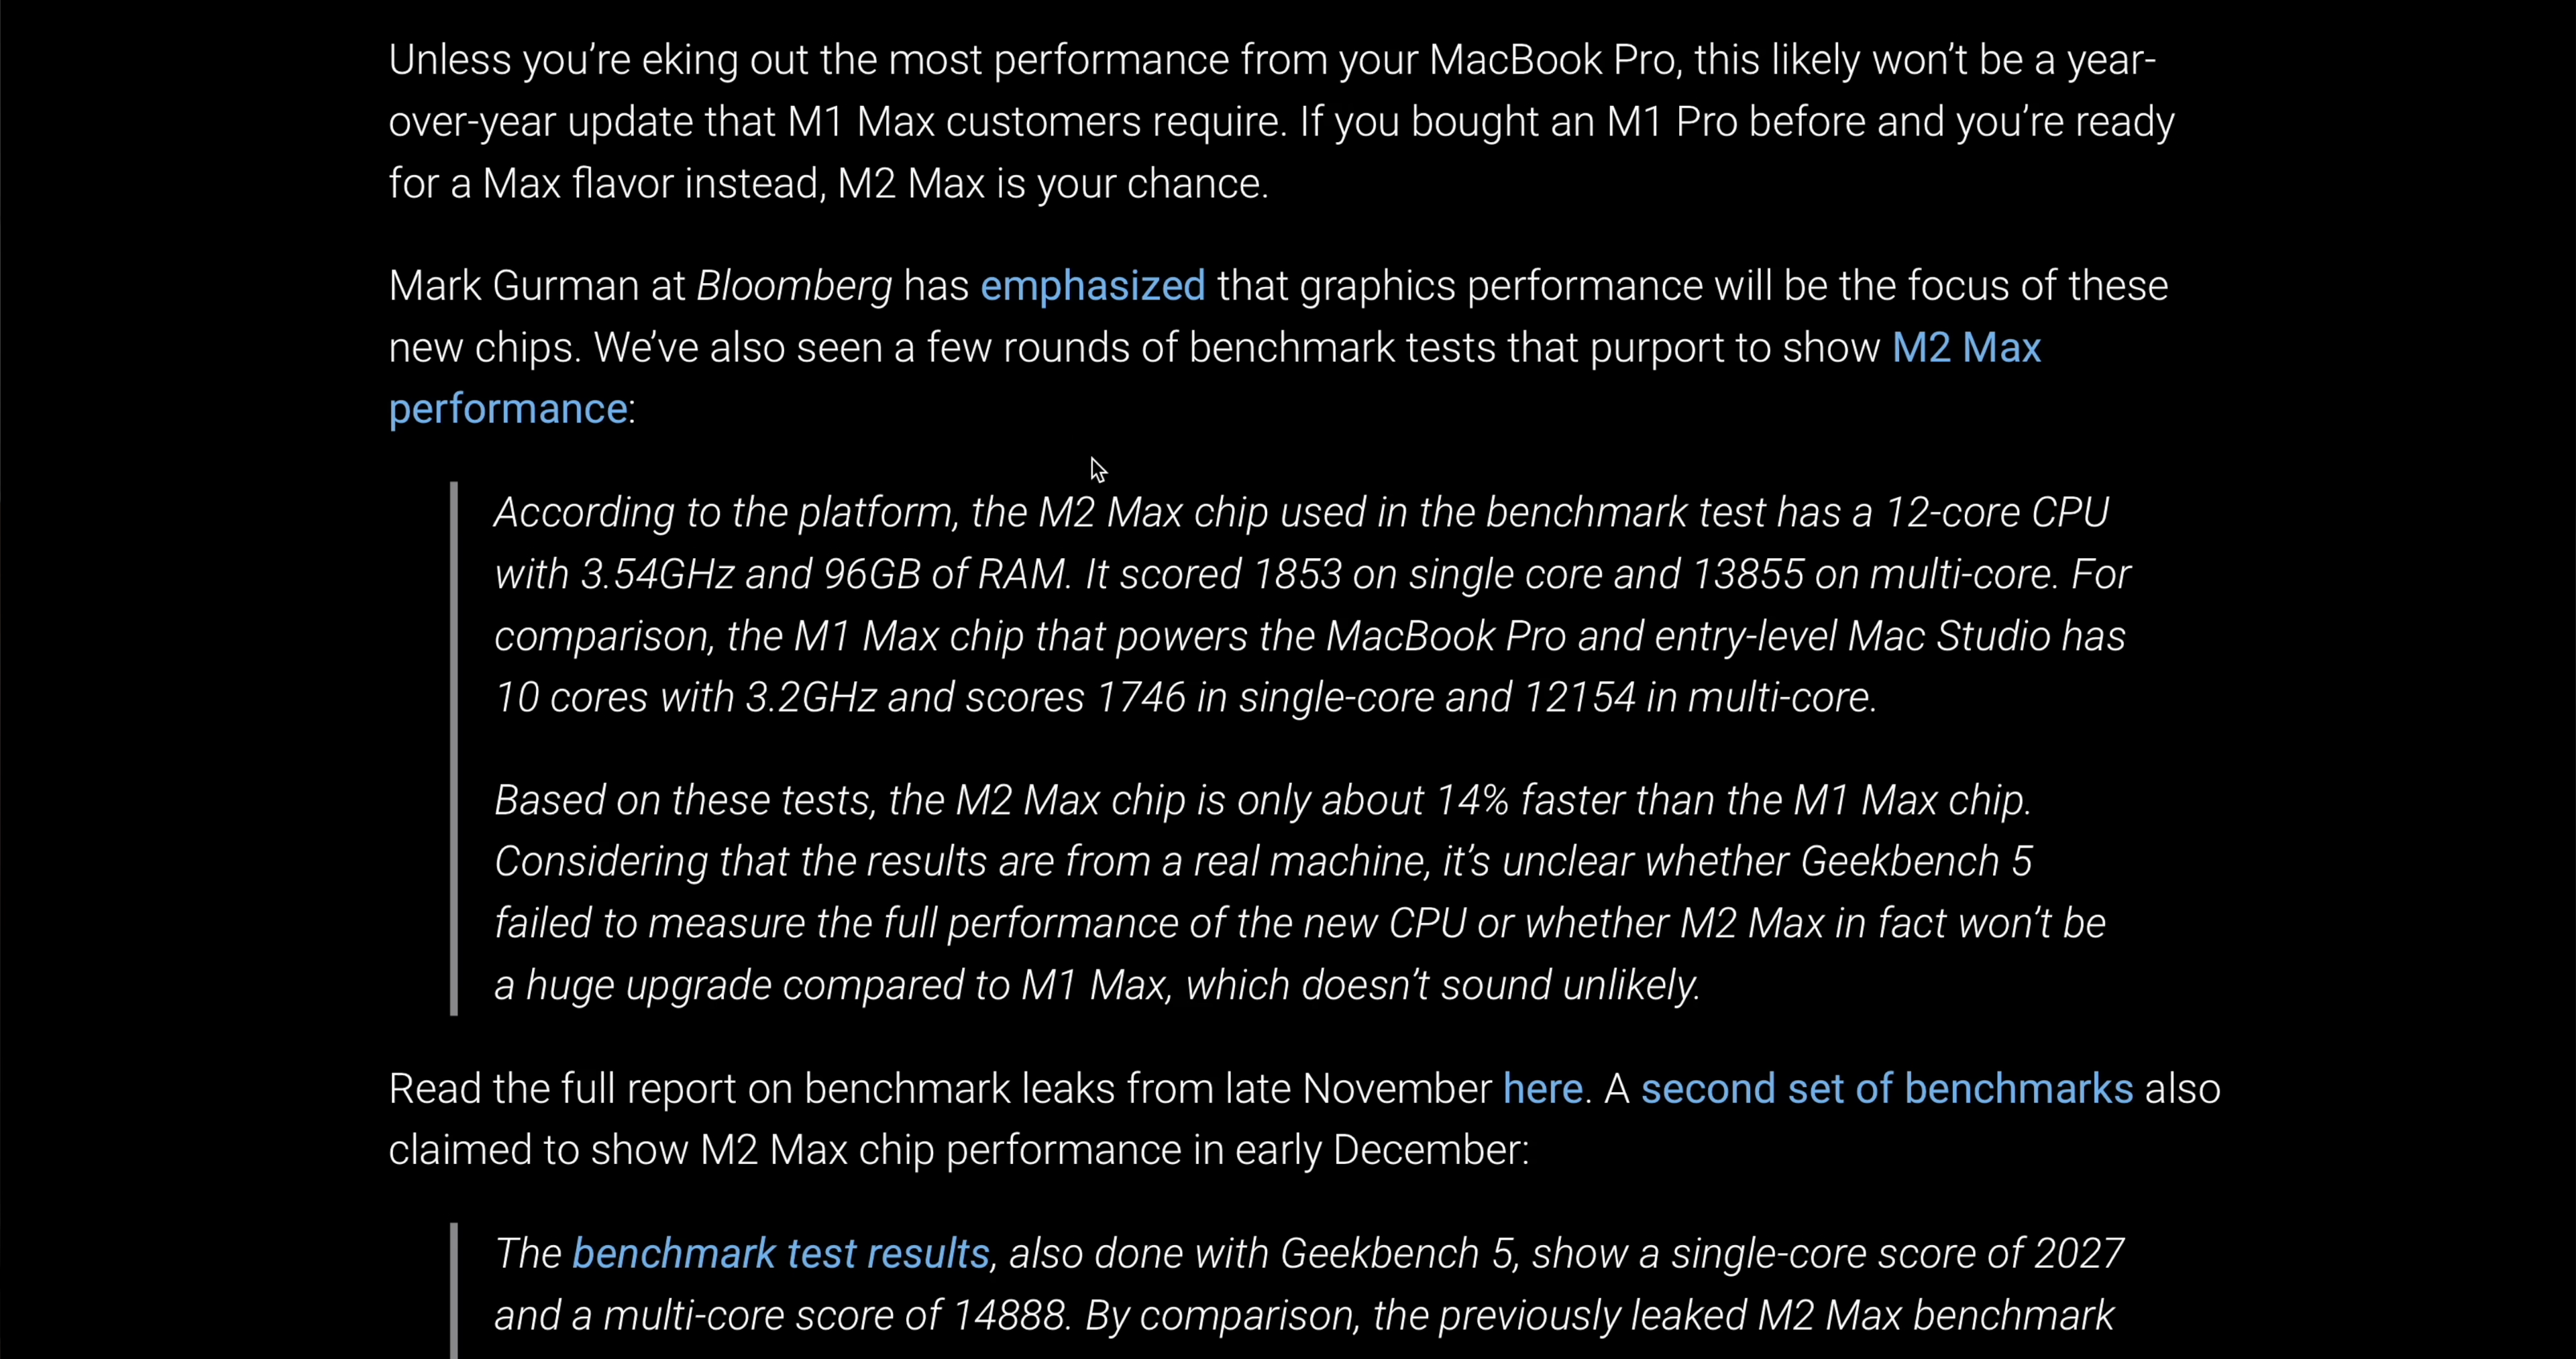 Unless you’re eking out the most performance from your MacBook Pro, this likely won’t be a year-
over-year update that M1 Max customers require. If you bought an M1 Pro before and you’re ready
for a Max flavor instead, M2 Max is your chance.
Mark Gurman at Bloomberg has emphasized that graphics performance will be the focus of these
new chips. We’ve also seen a few rounds of benchmark tests that purport to show M2 Max
performance:
According to the platform, the M2 Max chip used in the benchmark test has a 12-core CPU
with 3.54GHz and 96GB of RAM. It scored 1853 on single core and 13855 on multi-core. For
comparison, the M1 Max chip that powers the MacBook Pro and entry-level Mac Studio has
10 cores with 3.2GHz and scores 1746 in single-core and 12154 in multi-core.
Based on these tests, the M2 Max chip is only about 14% faster than the M1 Max chip.
Considering that the results are from a real machine, it’s unclear whether Geekbench 5
failed to measure the full performance of the new CPU or whether M2 Max in fact won’t be
a huge upgrade compared to M1 Max, which doesn’t sound unlikely.
Read the full report on benchmark leaks from late November here. A second set of benchmarks also
claimed to show M2 Max chip performance in early December:
The benchmark test results, also done with Geekbench 5, show a single-core score of 2027
and a multi-core score of 14888. By comparison, the previously leaked M2 Max benchmark